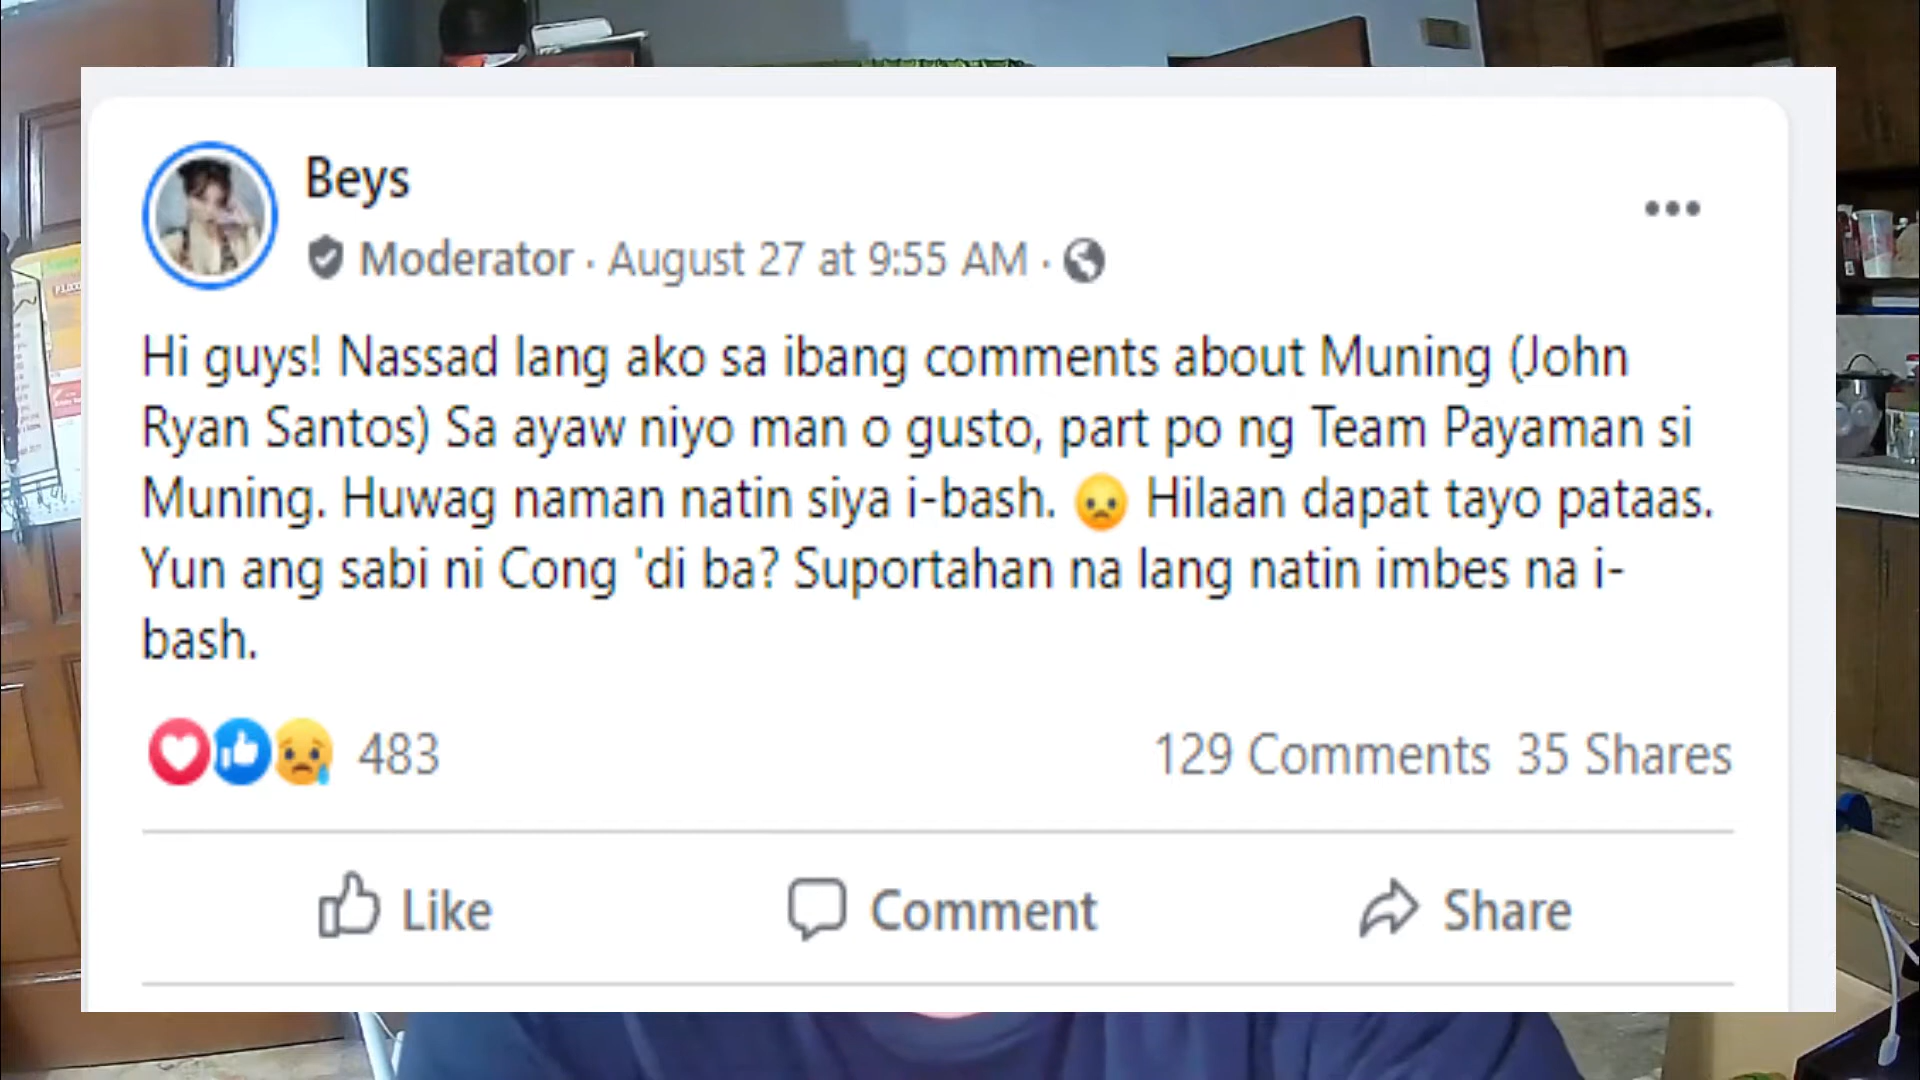 Beys
Moderator · August 27 at 9:55 AM ·
Hi guys! Nassad lang ako sa ibang comments about Muning (John
Ryan Santos) Sa ayaw niyo man o gusto, part po ng Team Payaman si
Muning. Huwag naman natin siya i-bash. 😞 Hilaan dapat tayo pataas.
Yun ang sabi ni Cong 'di ba? Suportahan na lang natin imbes na i-
bash.
483
129 Comments 35 Shares
Like
Comment
Share